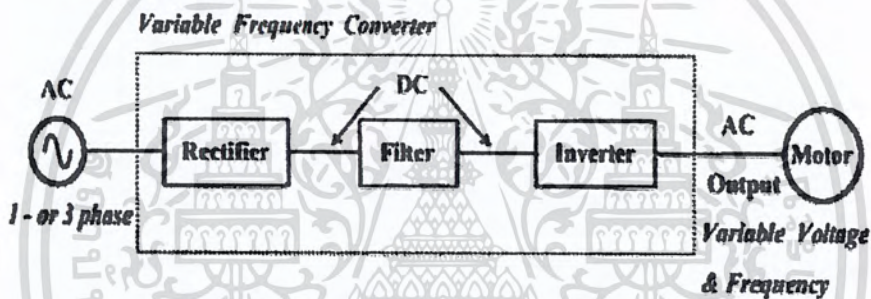 Variable Frequency Converter
AC
DC
Rectifier
Filter
Inverter
AC
Motor
1 - or 3 phase
Output
Variable Voltage
& Frequency